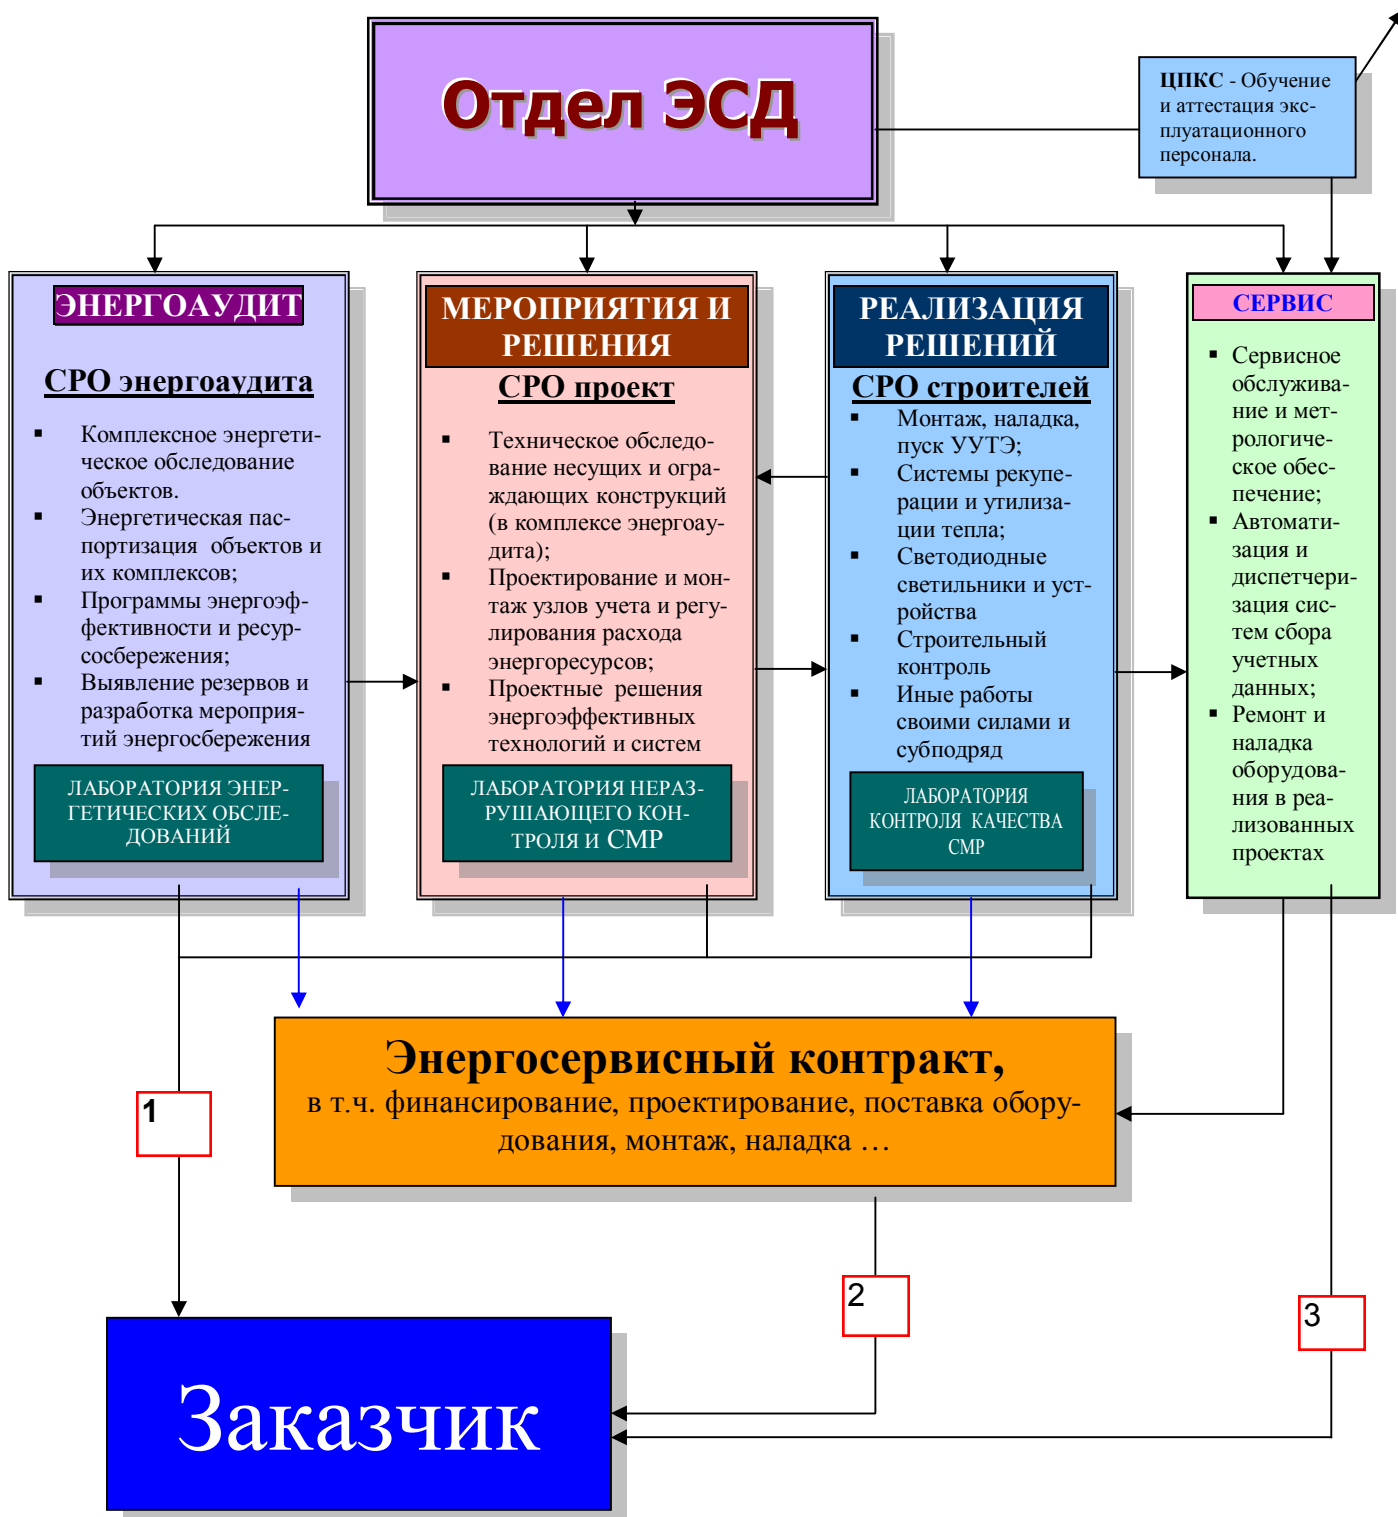 Отдел ЭСД
ЦПКС - Обучение
и аттестация экс-
плуатационного
персонала.
ЭНЕРГОАУДИТ
СРО энергоаудита
▪ Комплексное энергети-
ческое обследование
объектов.
▪ Энергетическая пас-
портизация объектов и
их комплексов;
▪ Программы энергоэф-
фективности и ресур-
сосбережения;
▪ Выявление резервов и
разработка мероприя-
тий энергосбережения
ЛАБОРАТОРИЯ ЭНЕР-
ГЕТИЧЕСКИХ ОБСЛЕ-
ДОВАНИЙ
МЕРОПРИЯТИЯ И
РЕШЕНИЯ
СРО проект
▪ Техническое обследо-
вание несущих и огра-
ждающих конструкций
(в комплексе энергоау-
дита);
▪ Проектирование и мон-
таж узлов учета и регу-
лирования расхода
энергоресурсов;
▪ Проектные решения
энергоэффективных
технологий и систем
ЛАБОРАТОРИЯ НЕРАЗ-
РУШАЮЩЕГО КОН-
ТРОЛЯ И СМР
РЕАЛИЗАЦИЯ
РЕШЕНИЙ
СРО строителей
▪ Монтаж, наладка,
пуск УУТЭ;
▪ Системы рекупе-
рации и утилиза-
ции тепла;
▪ Светодиодные
светильники и уст-
ройства
▪ Строительный
контроль
▪ Иные работы
своими силами и
субподряд
ЛАБОРАТОРИЯ
КОНТРОЛЯ КАЧЕСТВА
СМР
СЕРВИС
▪ Сервисное
обслужива-
ние и мет-
рологиче-
ское обес-
печение;
▪ Автомати-
зация и
диспетчери-
зация сис-
тем сбора
учетных
данных;
▪ Ремонт и
наладка
оборудова-
ния в реа-
лизованных
проектах
Энергосервисный контракт,
в т.ч. финансирование, проектирование, поставка обору-
дования, монтаж, наладка …
1
2
3
Заказчик